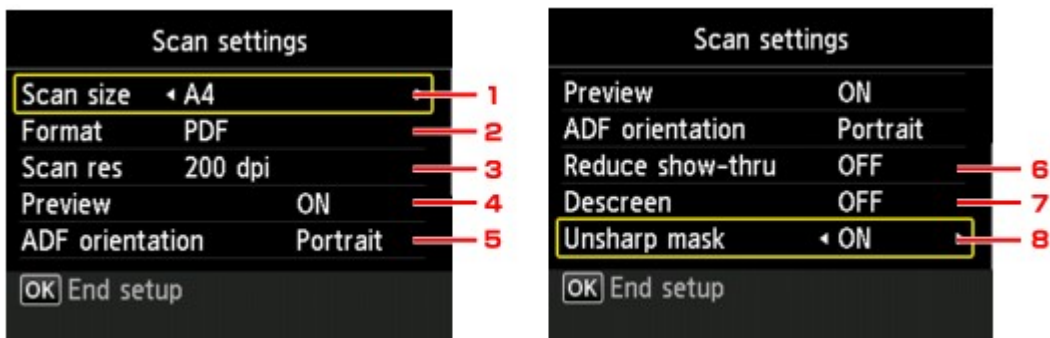 Scan settings
Scan size A4 1
Format PDF 2
Scan res 200 dpi 3
Preview ON 4
ADF orientation Portrait 5
OK End setup
Scan settings
Preview ON
ADF orientation Portrait
Reduce show-thru OFF 6
Descreen OFF 7
Unsharp mask ON 8
OK End setup